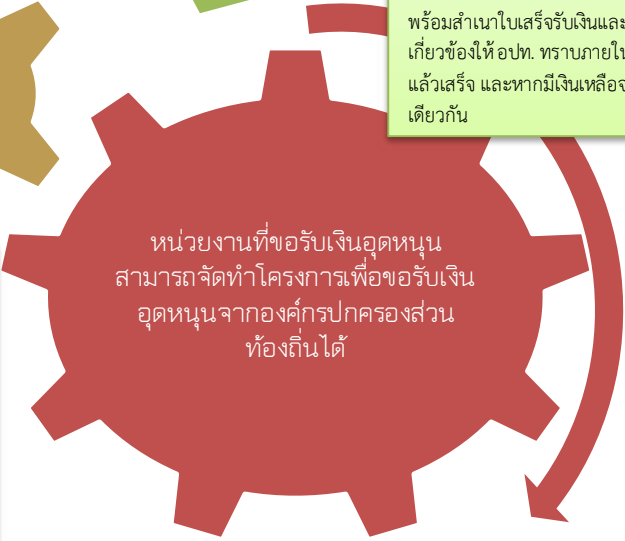 พร้อมสำเนาใบเสร็จรับเงินและ
เกี่ยวข้องให้ อปท. ทราบภายใน
แล้วเสร็จ และหากมีเงินเหลือจ
เดียวกัน
หน่วยงานที่ขอรับเงินอุดหนุน
สามารถจัดทำโครงการเพื่อขอรับเงิน
อุดหนุนจากองค์กรปกครองส่วน
ท้องถิ่นได้